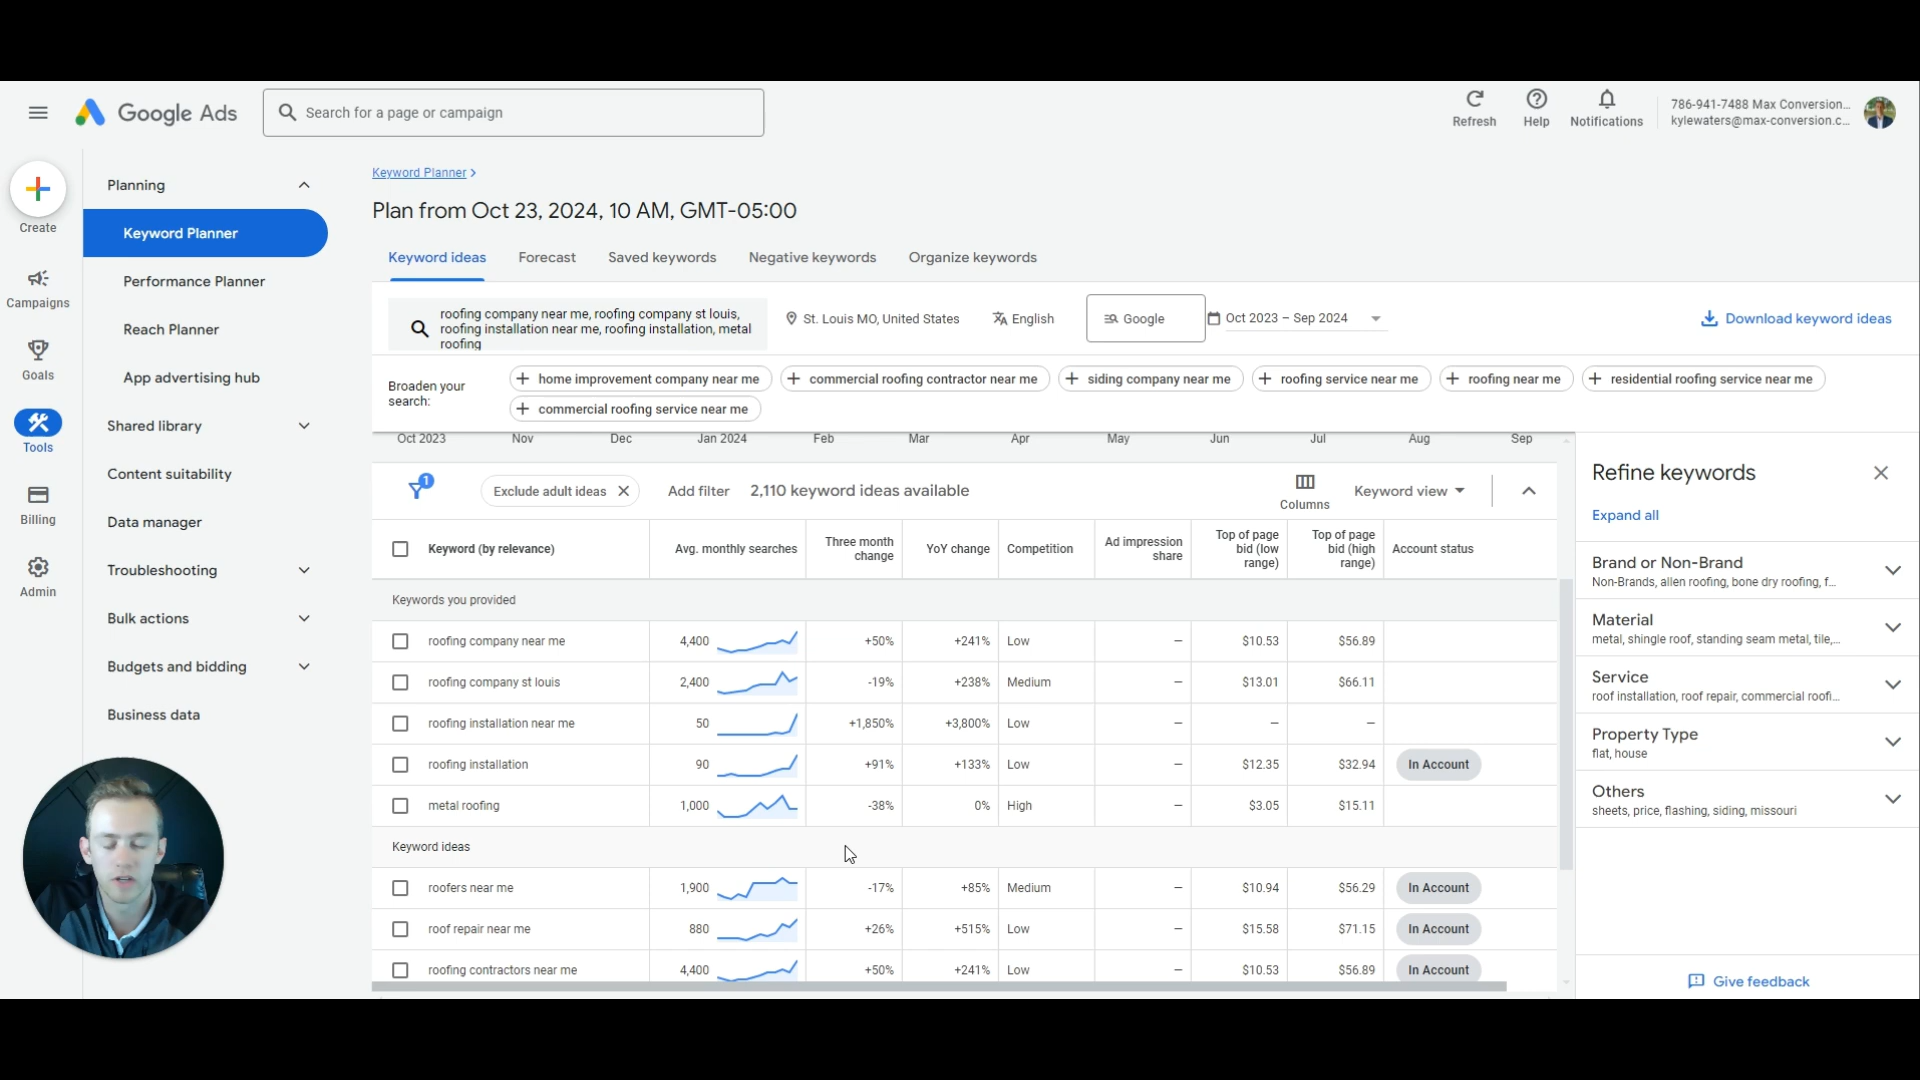 Google Ads
Search for a page or campaign
Refresh
Help
Notifications
786-941-7488 Max Conversion...
kylewaters@max-conversion.c...
Create
Campaigns
Goals
Tools
Billing
Admin
Planning
Keyword Planner
Performance Planner
Reach Planner
App advertising hub
Shared library
Content suitability
Data manager
Troubleshooting
Bulk actions
Budgets and bidding
Business data
Keyword Planner >
Plan from Oct 23, 2024, 10 AM, GMT-05:00
Keyword ideas Forecast Saved keywords Negative keywords Organize keywords
roofing company near me, roofing company st louis,
roofing installation near me, roofing installation, metal
roofing
St. Louis MO, United States
English
Google
Oct 2023 – Sep 2024
Download keyword ideas
Broaden your
search:
home improvement company near me
commercial roofing contractor near me
siding company near me
roofing service near me
roofing near me
residential roofing service near me
commercial roofing service near me
Oct 2023 Nov Dec Jan 2024 Feb Mar Apr May Jun Jul Aug Sep
1
Exclude adult ideas
Add filter
2,110 keyword ideas available
Columns
Keyword view
Keyword (by relevance)
Avg. monthly searches
Three month
change
YoY change
Competition
Ad impression
share
Top of page
bid (low
range)
Top of page
bid (high
range)
Account status
Keywords you provided
roofing company near me 4,400 +50% +241% Low – $10.53 $56.89
roofing company st louis 2,400 -19% +238% Medium – $13.01 $66.11
roofing installation near me 50 +1,850% +3,800% Low – – –
roofing installation 90 +91% +133% Low – $12.35 $32.94 In Account
metal roofing 1,000 -38% 0% High – $3.05 $15.11
Keyword ideas
roofers near me 1,900 -17% +85% Medium – $10.94 $56.29 In Account
roof repair near me 880 +26% +515% Low – $15.58 $71.15 In Account
roofing contractors near me 4,400 +50% +241% Low – $10.53 $56.89 In Account
Refine keywords
Expand all
Brand or Non-Brand
Non-Brands, allen roofing, bone dry roofing, f...
Material
metal, shingle roof, standing seam metal, tile,...
Service
roof installation, roof repair, commercial roofi...
Property Type
flat, house
Others
sheets, price, flashing, siding, missouri
Give feedback